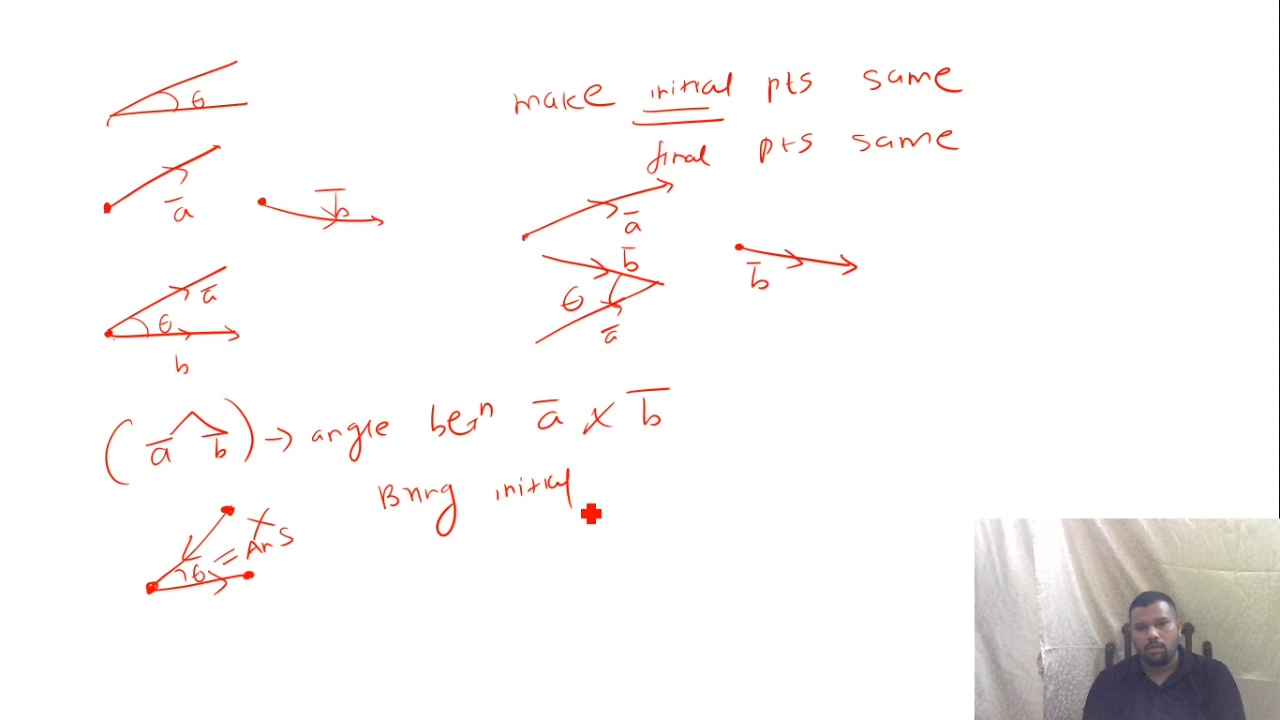 θ
make initial pts same
final pts same
a̅
b̅
a̅
b̅
b̅
a̅
θ
b
θ
a̅
(a̅ ^ b̅) → angle betn a̅ & b̅
Bring initial
X
= Ans
θ